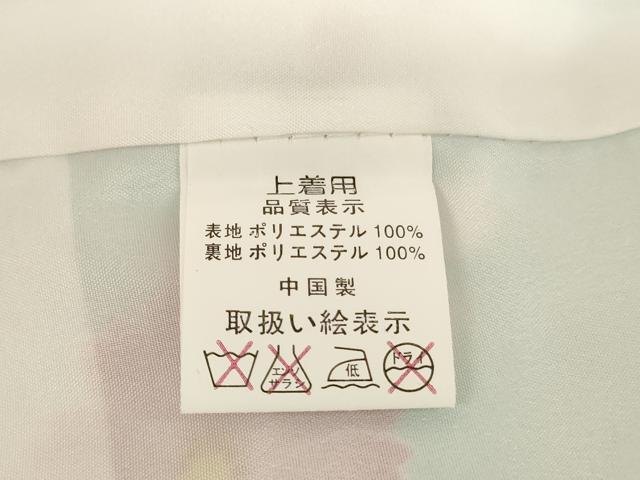 上着用
品質表示
表地 ポリエステル 100%
裏地 ポリエステル 100%
中国製
取扱い絵表示
エンソ
サラシ
低
ドライ